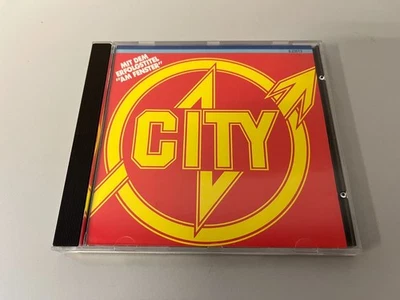 MIT DEM
ERFOLGSTITEL
"AM FENSTER"
CITY